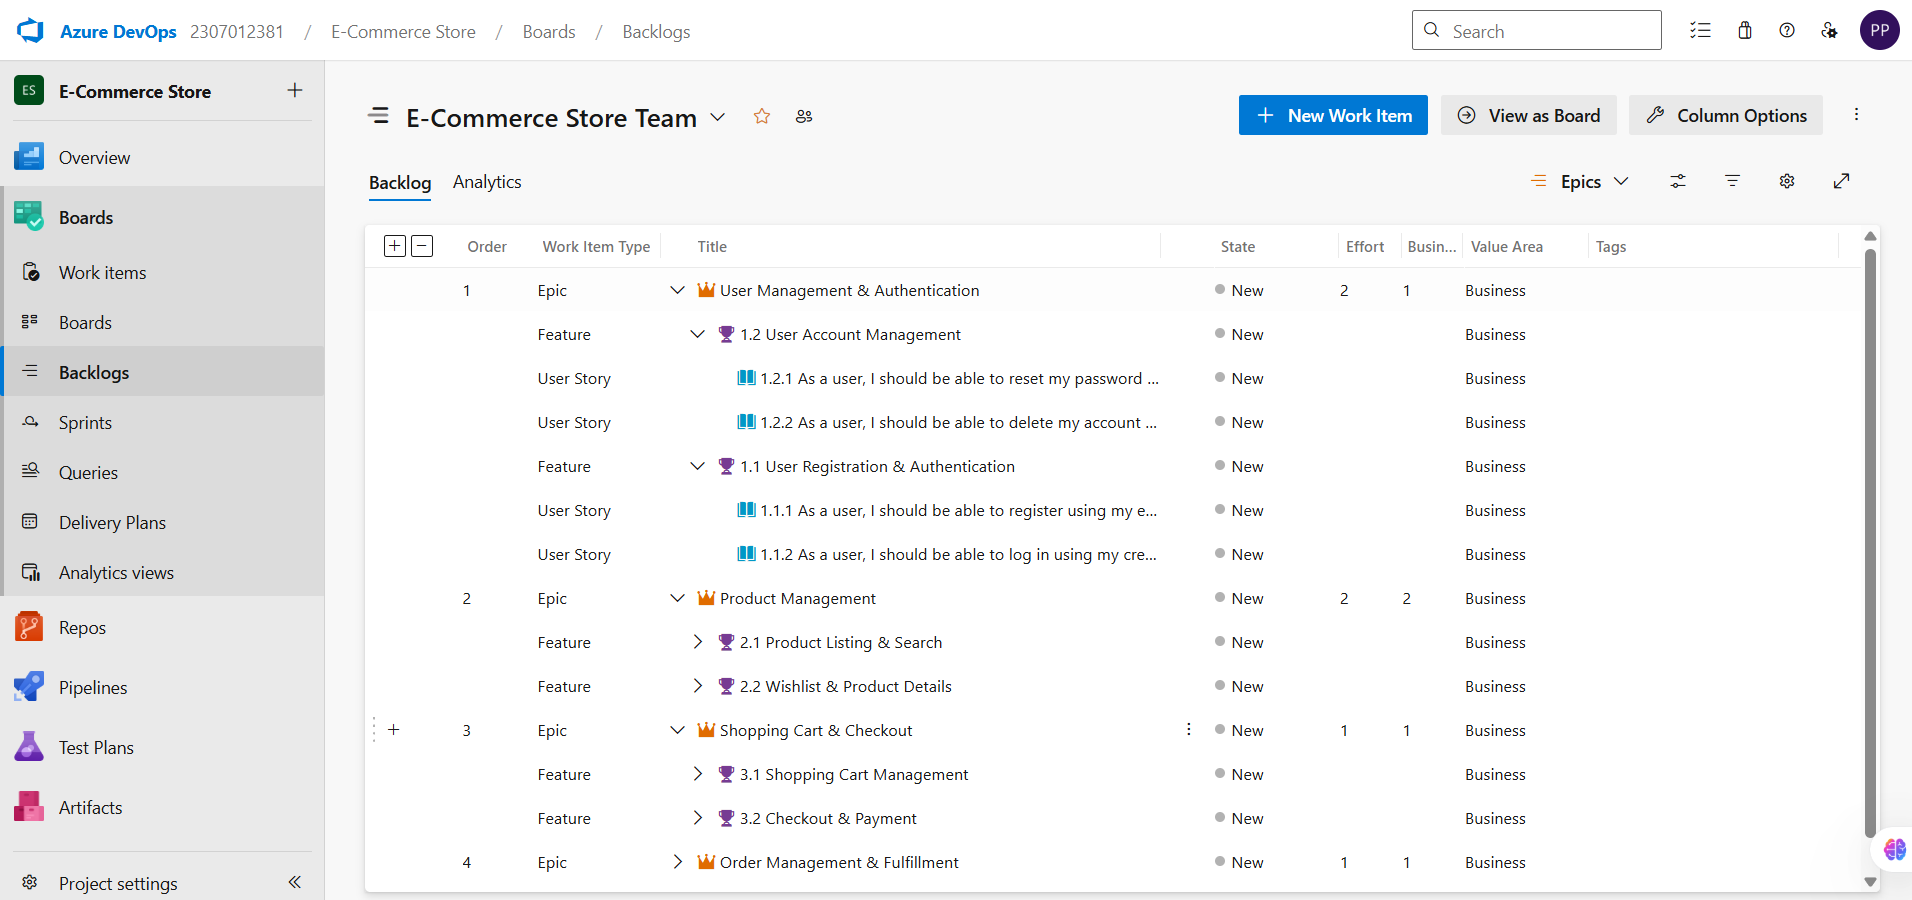 Azure DevOps 2307012381 / E-Commerce Store / Boards / Backlogs
Search
PP
ES E-Commerce Store
Overview
Boards
Work items
Boards
Backlogs
Sprints
Queries
Delivery Plans
Analytics views
Repos
Pipelines
Test Plans
Artifacts
Project settings
E-Commerce Store Team
New Work Item View as Board Column Options
Backlog Analytics
Epics
Order Work Item Type Title State Effort Busin... Value Area Tags
1 Epic User Management & Authentication New 2 1 Business
Feature 1.2 User Account Management New Business
User Story 1.2.1 As a user, I should be able to reset my password ... New Business
User Story 1.2.2 As a user, I should be able to delete my account ... New Business
Feature 1.1 User Registration & Authentication New Business
User Story 1.1.1 As a user, I should be able to register using my e... New Business
User Story 1.1.2 As a user, I should be able to log in using my cre... New Business
2 Epic Product Management New 2 2 Business
Feature 2.1 Product Listing & Search New Business
Feature 2.2 Wishlist & Product Details New Business
3 Epic Shopping Cart & Checkout New 1 1 Business
Feature 3.1 Shopping Cart Management New Business
Feature 3.2 Checkout & Payment New Business
4 Epic Order Management & Fulfillment New 1 1 Business